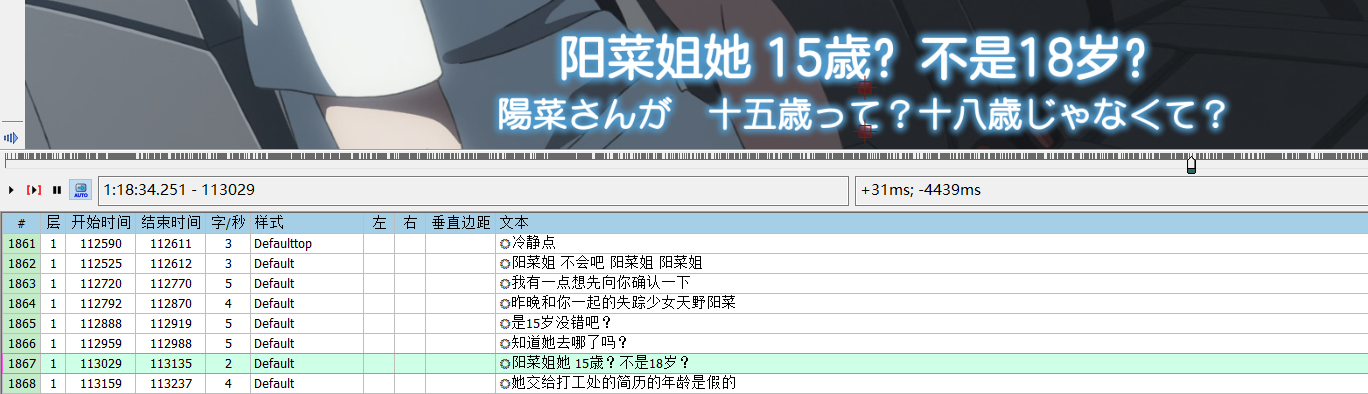 阳菜姐她 15歳？不是18岁？
陽菜さんが　十五歳って？十八歳じゃなくて？
AUTO 1:18:34.251 - 113029 +31ms; -4439ms
# 层 开始时间 结束时间 字/秒 样式 左 右 垂直边距 文本
1861 1 112590 112611 3 Defaulttop 冷静点
1862 1 112525 112612 3 Default 阳菜姐 不会吧 阳菜姐 阳菜姐
1863 1 112720 112770 5 Default 我有一点想先向你确认一下
1864 1 112792 112870 4 Default 昨晚和你一起的失踪少女天野阳菜
1865 1 112888 112919 5 Default 是15岁没错吧？
1866 1 112959 112988 5 Default 知道她去哪了吗？
1867 1 113029 113135 2 Default 阳菜姐她 15歳？不是18岁？
1868 1 113159 113237 4 Default 她交给打工处的简历的年龄是假的